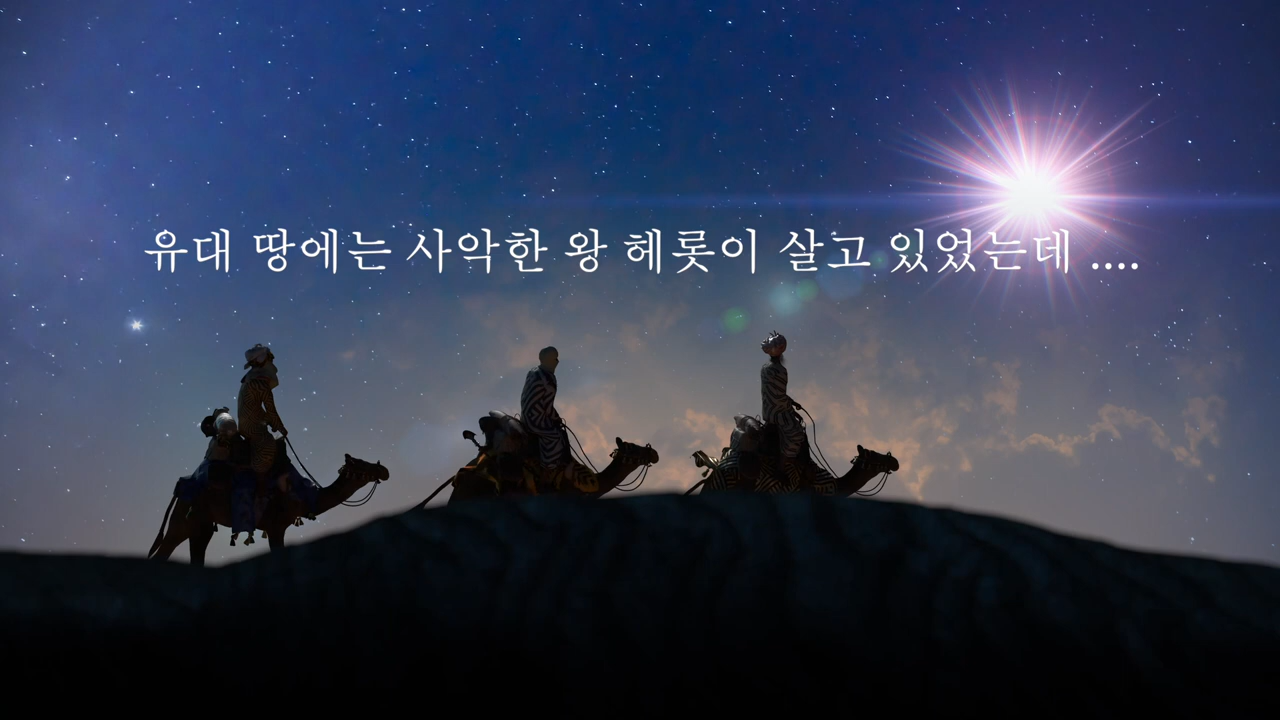 유대 땅에는 사악한 왕 헤롯이 살고 있었는데 ....